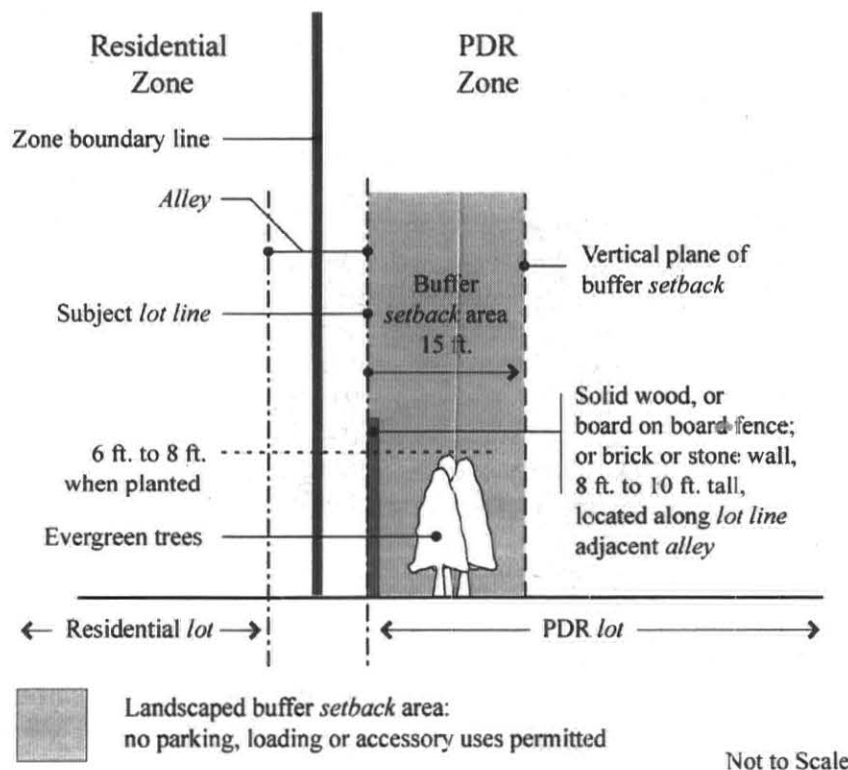 Residential
Zone
PDR
Zone
Zone boundary line
Alley
Subject lot line
Buffer
setback area
15 ft.
Vertical plane of
buffer setback
6 ft. to 8 ft.
when planted
Evergreen trees
Solid wood, or
board on board fence;
or brick or stone wall,
8 ft. to 10 ft. tall,
located along lot line
adjacent alley
Residential lot
PDR lot
Landscaped buffer setback area:
no parking, loading or accessory uses permitted
Not to Scale